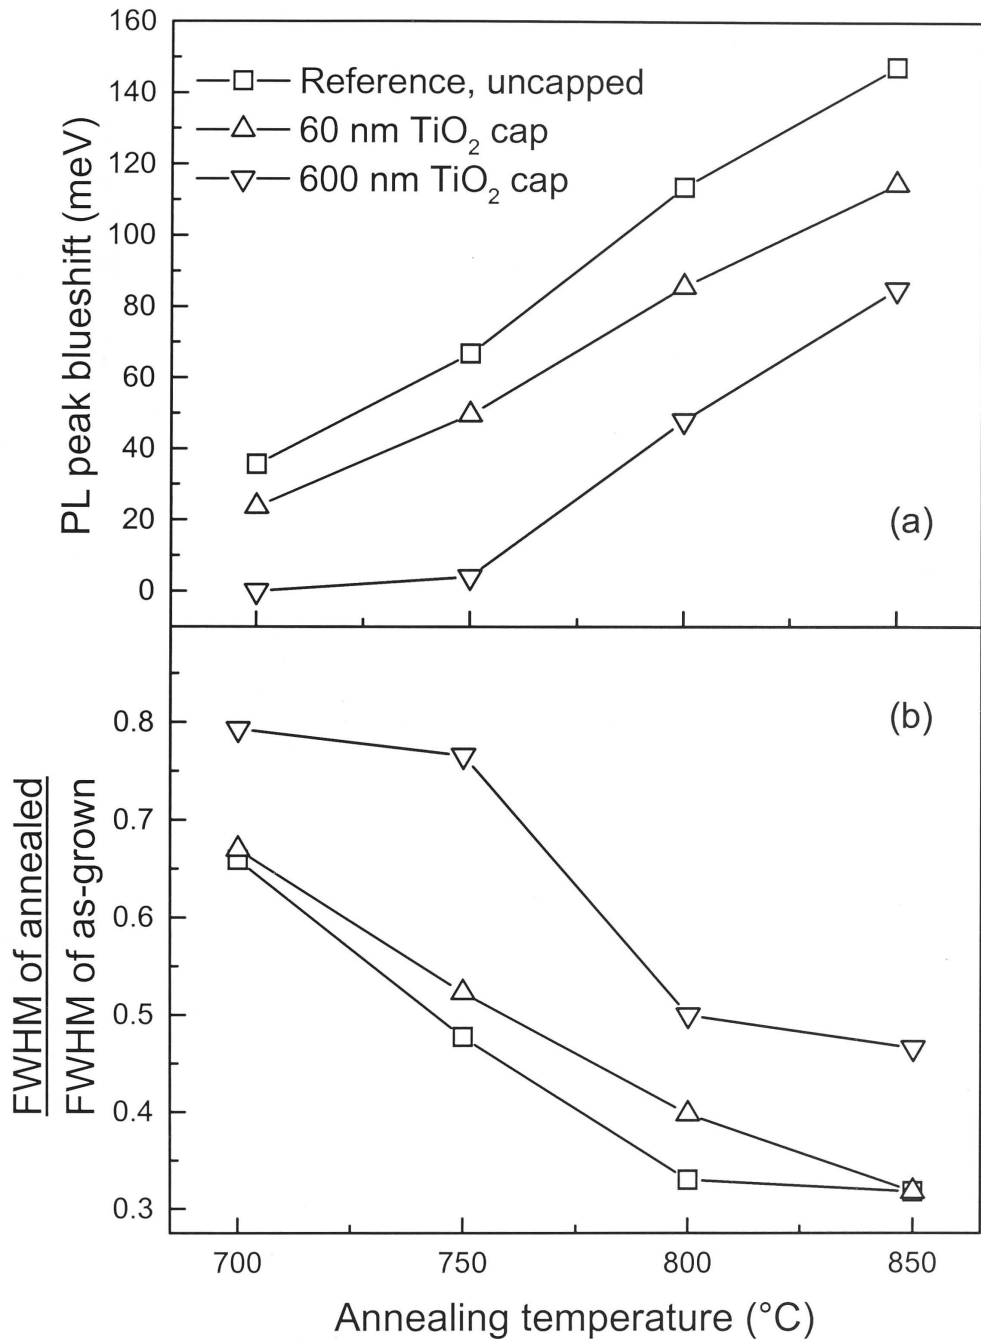 160
140
120
100
80
60
40
20
0
PL peak blueshift (meV)
Reference, uncapped
60 nm TiO₂ cap
600 nm TiO₂ cap
(a)
(b)
0.8
0.7
0.6
0.5
0.4
0.3
FWHM of annealed
FWHM of as-grown
700 750 800 850
Annealing temperature (°C)